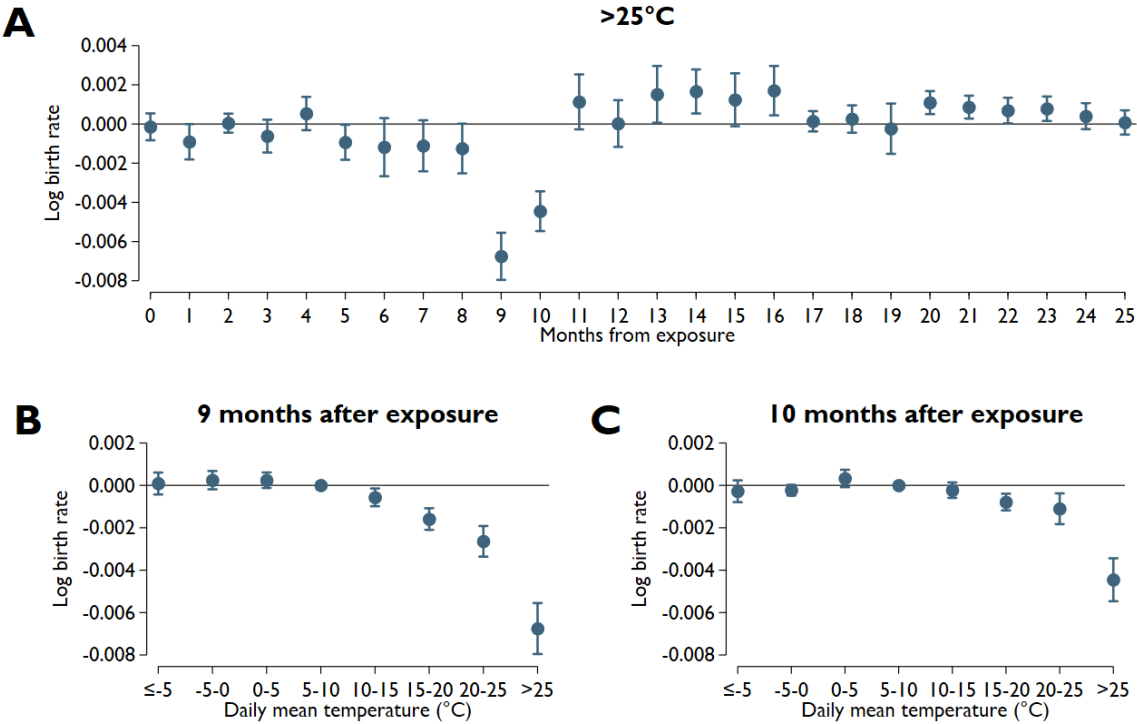 A
>25°C
Log birth rate
0.004
0.002
0.000
-0.002
-0.004
-0.006
-0.008
0 1 2 3 4 5 6 7 8 9 10 11 12 13 14 15 16 17 18 19 20 21 22 23 24 25
Months from exposure
B
9 months after exposure
Log birth rate
0.002
0.000
-0.002
-0.004
-0.006
-0.008
≤-5 -5-0 0-5 5-10 10-15 15-20 20-25 >25
Daily mean temperature (°C)
C
10 months after exposure
Log birth rate
0.002
0.000
-0.002
-0.004
-0.006
-0.008
≤-5 -5-0 0-5 5-10 10-15 15-20 20-25 >25
Daily mean temperature (°C)